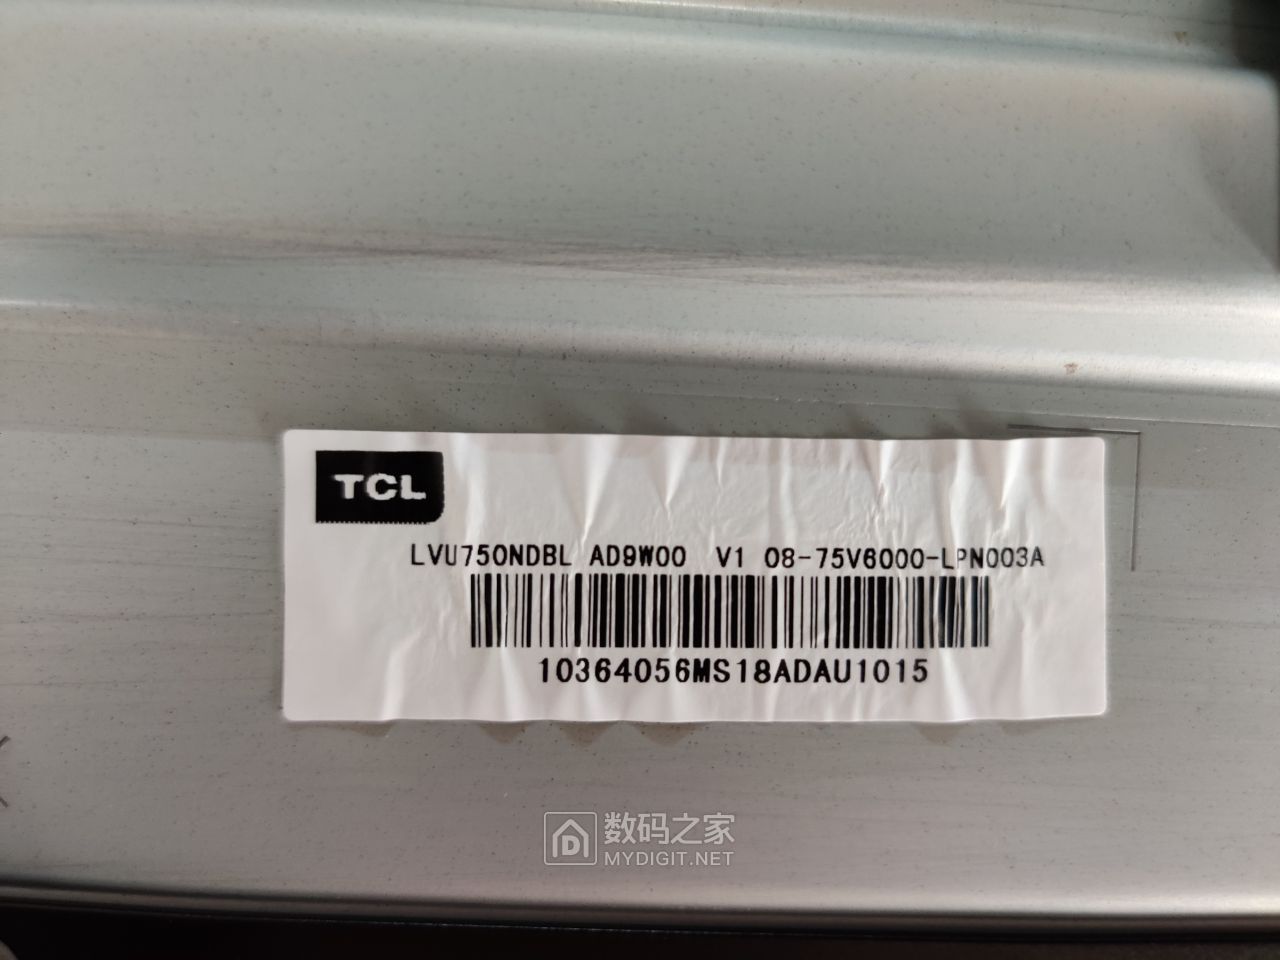 TCL
LVU750NDBL AD9W00 V1 08-75V6000-LPN003A
10364056MS18ADAU1015
数码之家
MYDIGIT.NET